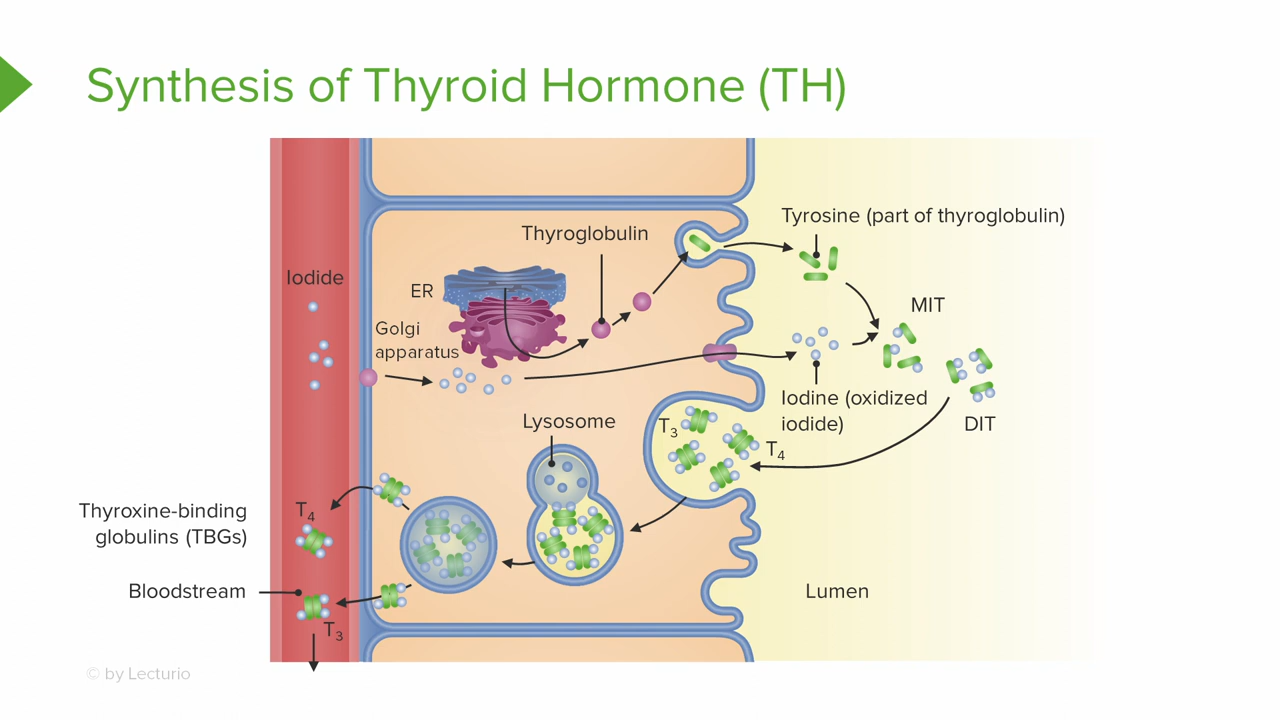 Synthesis of Thyroid Hormone (TH)
Tyrosine (part of thyroglobulin)
Thyroglobulin
Iodide
ER
MIT
Golgi
apparatus
Iodine (oxidized
iodide)
DIT
Lysosome
T3
T4
Thyroxine-binding
globulins (TBGs)
T4
Bloodstream
Lumen
T3
© by Lecturio